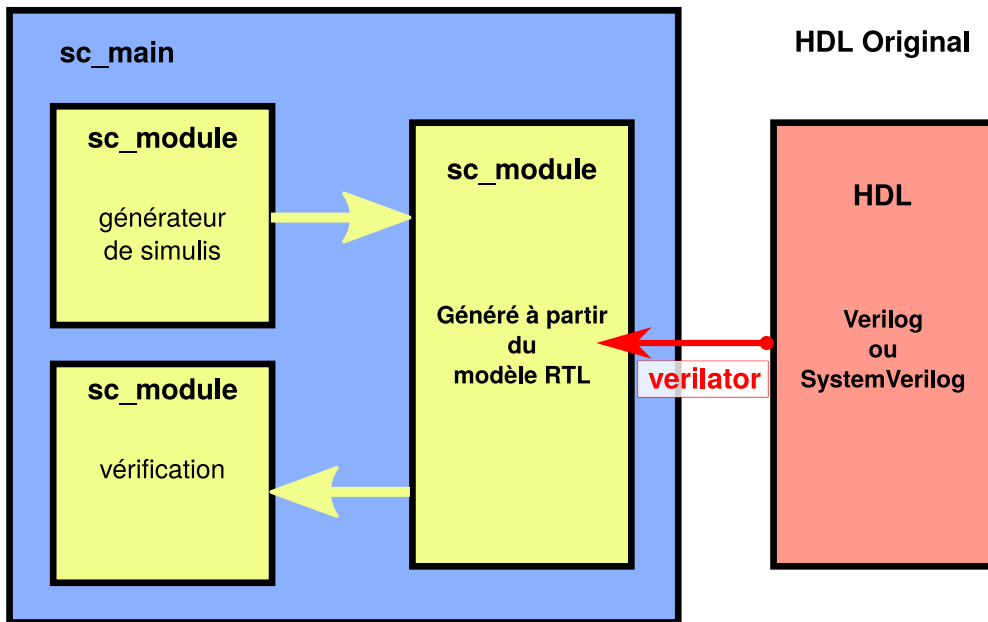 sc_main
HDL Original
sc_module
générateur
de simulis
sc_module
Généré à partir
du
modèle RTL
sc_module
vérification
verilator
HDL
Verilog
ou
SystemVerilog